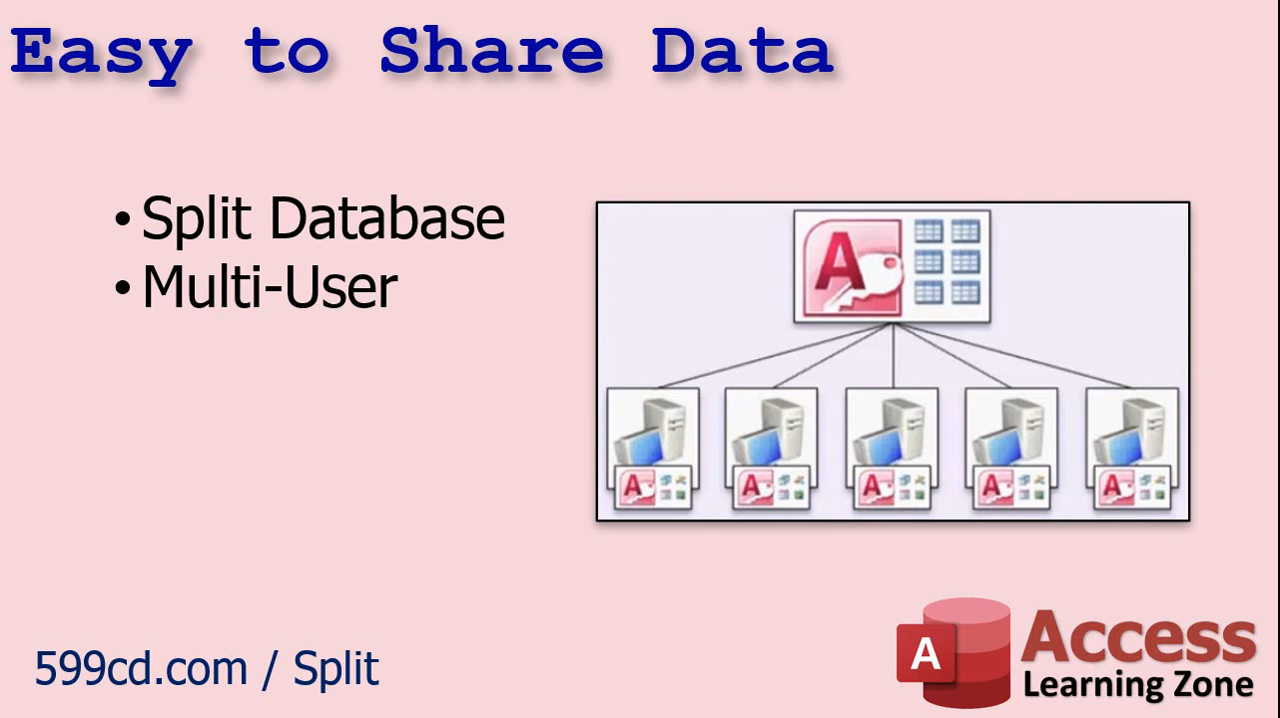 Easy to Share Data
• Split Database
• Multi-User
A
A
A
A
A
A
599cd.com / Split
A
Access
Learning Zone